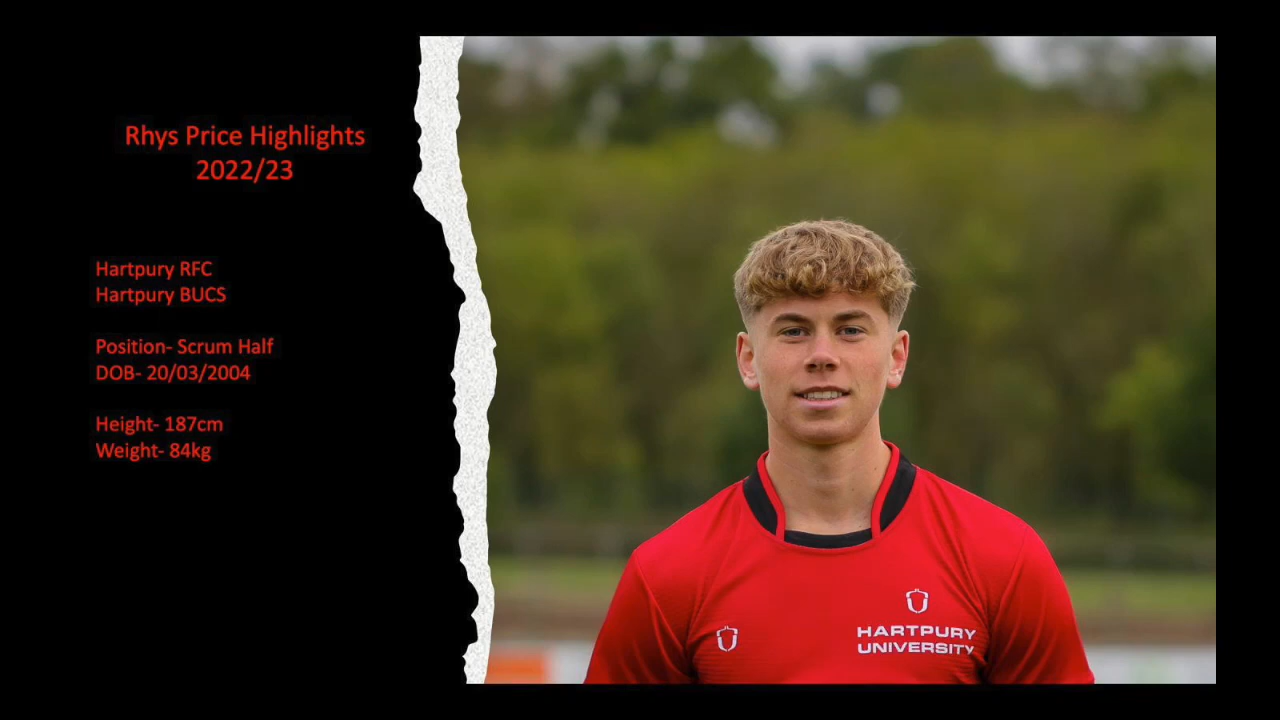 Rhys Price Highlights
2022/23
Hartpury RFC
Hartpury BUCS
Position- Scrum Half
DOB- 20/03/2004
Height- 187cm
Weight- 84kg
HARTPURY
UNIVERSITY